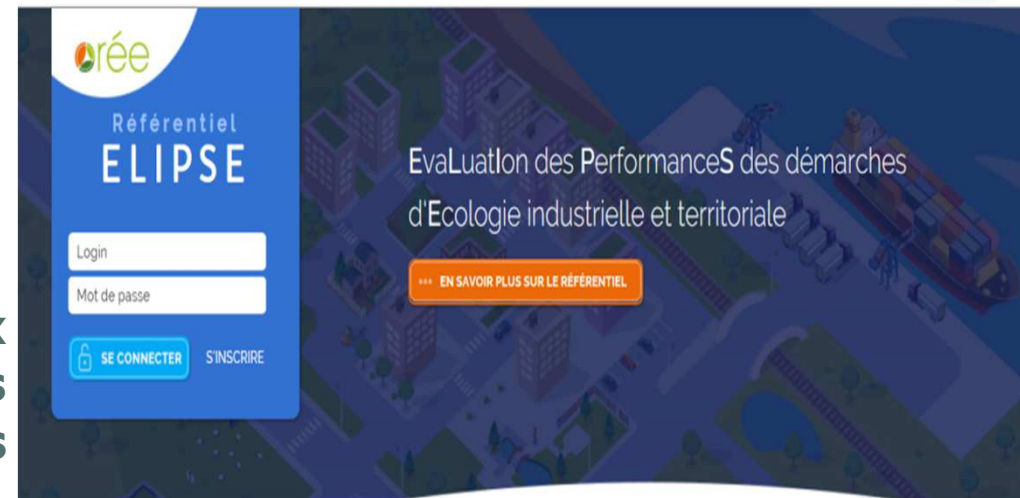 orée
Référentiel
ELIPSE
Login
Mot de passe
SE CONNECTER S'INSCRIRE
EvaLuatIon des PerformanceS des démarches
d'Ecologie industrielle et territoriale
EN SAVOIR PLUS SUR LE RÉFÉRENTIEL
x
s
s